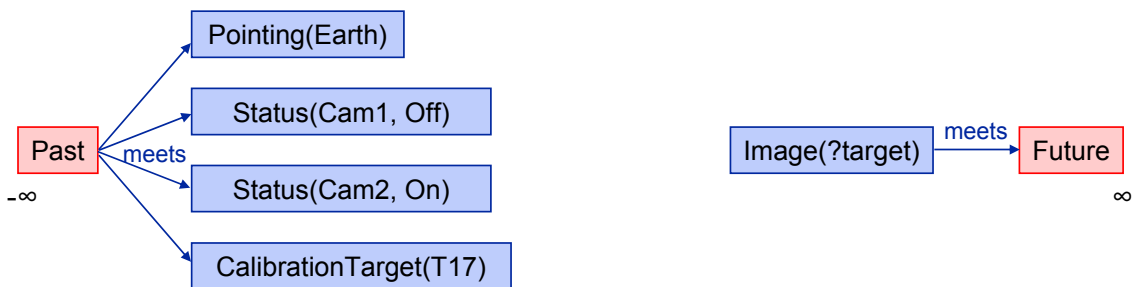 Pointing(Earth)
Status(Cam1, Off)
Past
meets
Status(Cam2, On)
-∞
CalibrationTarget(T17)
Image(?target)
meets
Future
∞